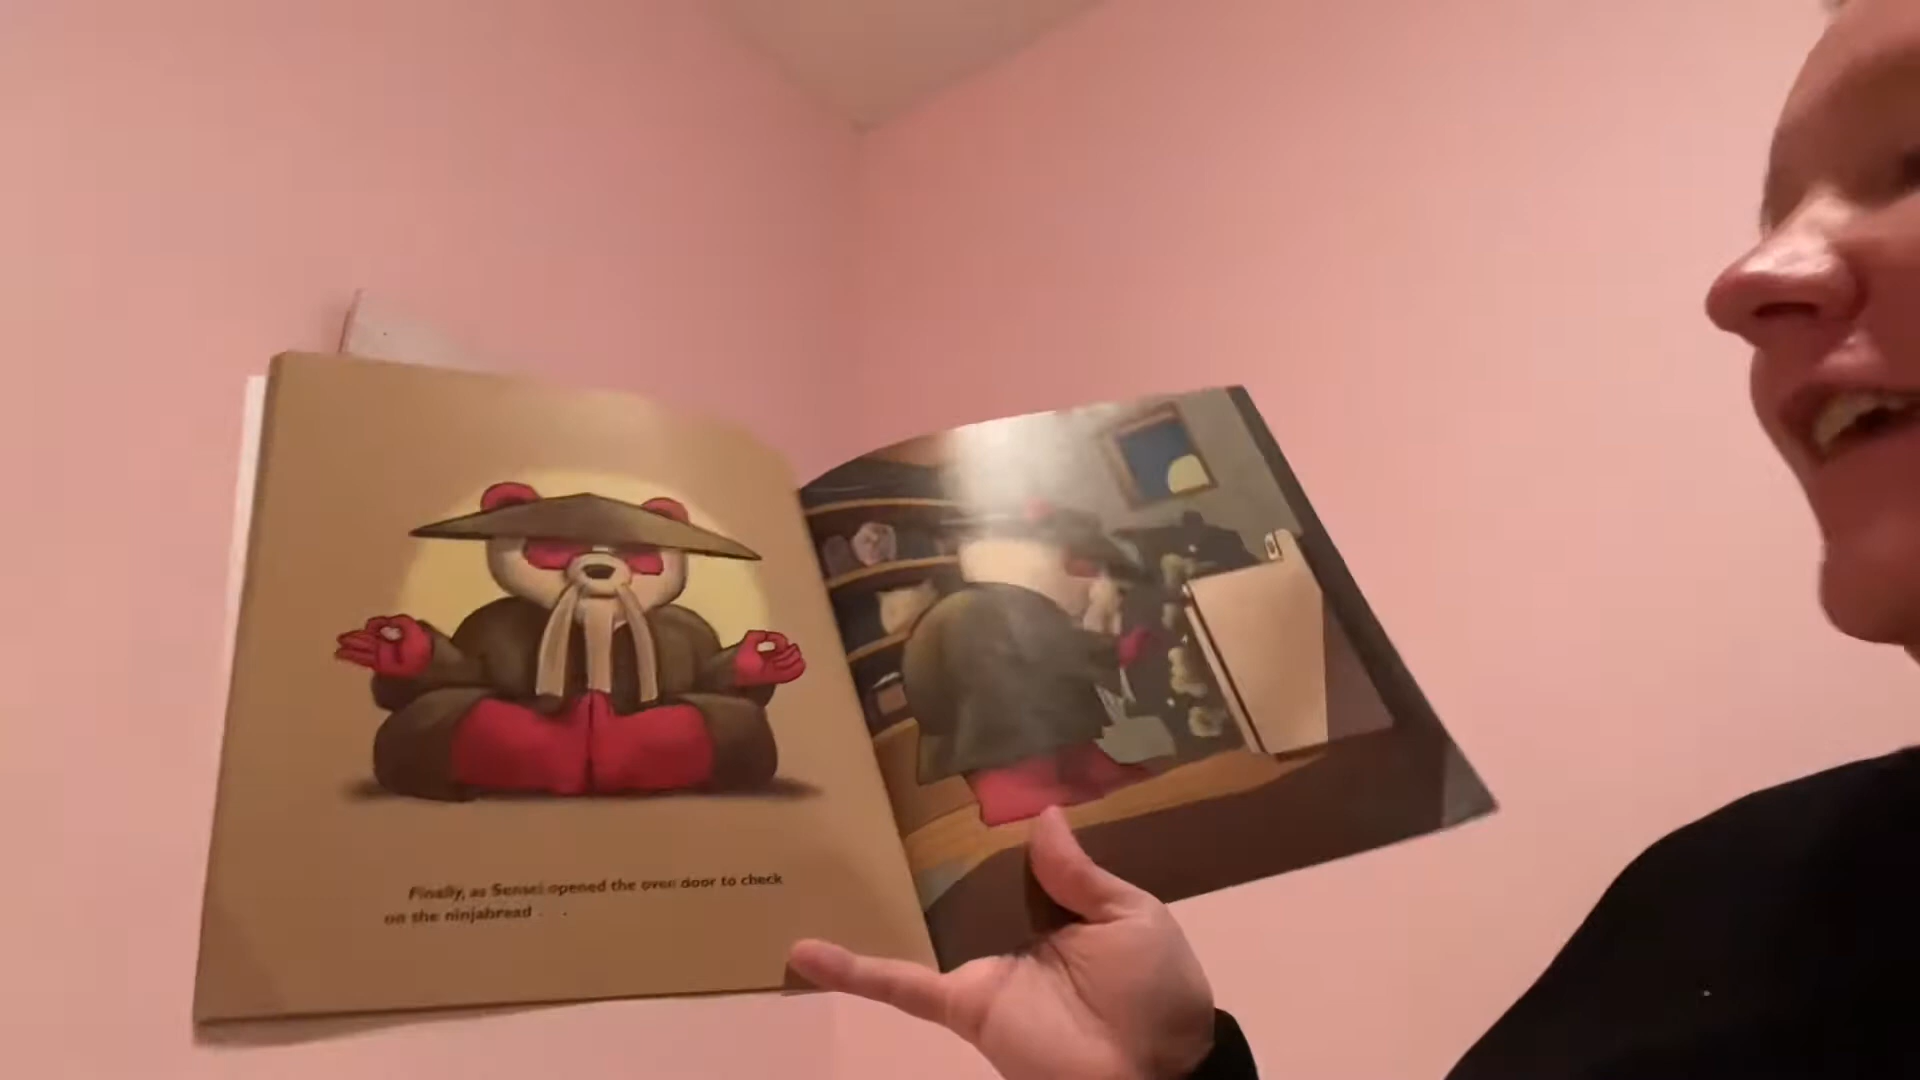 Finally, as Sensei opened the oven door to check
on the ninjabread . . .